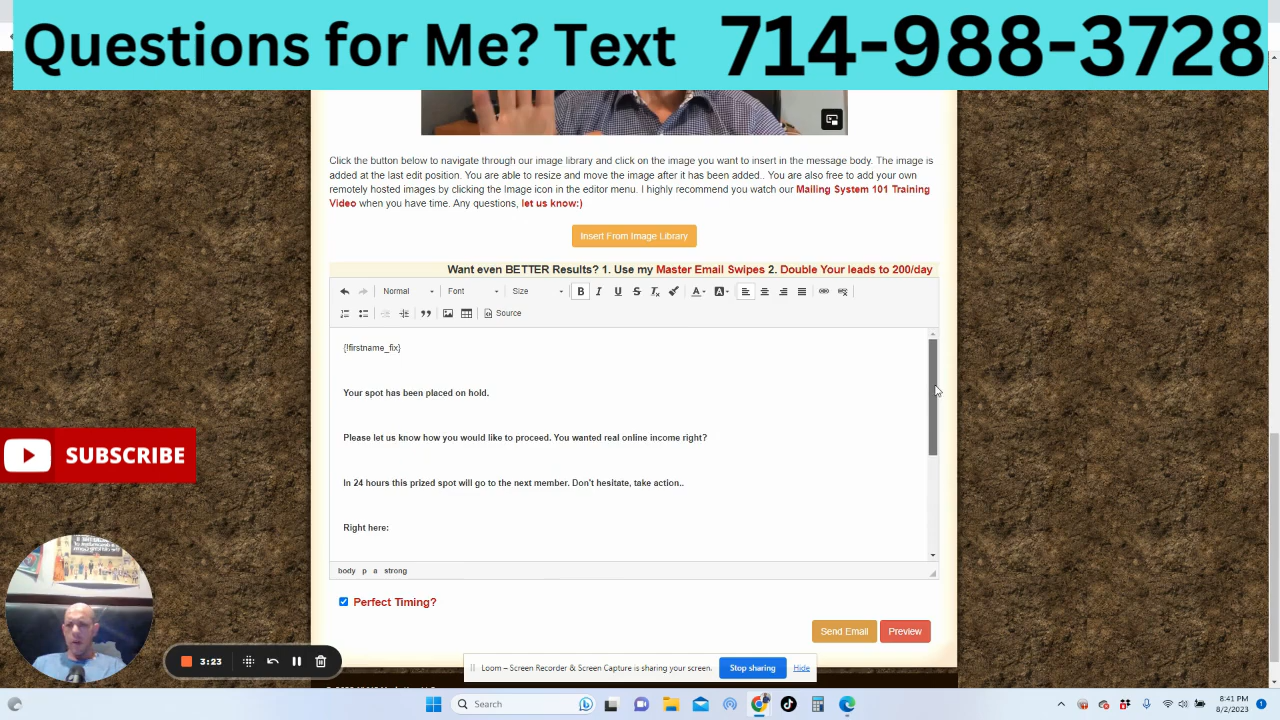 Questions for Me? Text 714-988-3728
Click the button below to navigate through our image library and click on the image you want to insert in the message body. The image is
added at the last edit position. You are able to resize and move the image after it has been added.. You are also free to add your own
remotely hosted images by clicking the Image icon in the editor menu. I highly recommend you watch our Mailing System 101 Training
Video when you have time. Any questions, let us know:)
Insert From Image Library
Want even BETTER Results? 1. Use my Master Email Swipes 2. Double Your leads to 200/day
Normal Font Size
Source
{!firstname_fix}
Your spot has been placed on hold.
Please let us know how you would like to proceed. You wanted real online income right?
SUBSCRIBE
In 24 hours this prized spot will go to the next member. Don't hesitate, take action..
Right here:
body p a strong
Perfect Timing?
Send Email Preview
3:23
Loom – Screen Recorder & Screen Capture is sharing your screen. Stop sharing Hide
Search
8:41 PM
8/2/2023